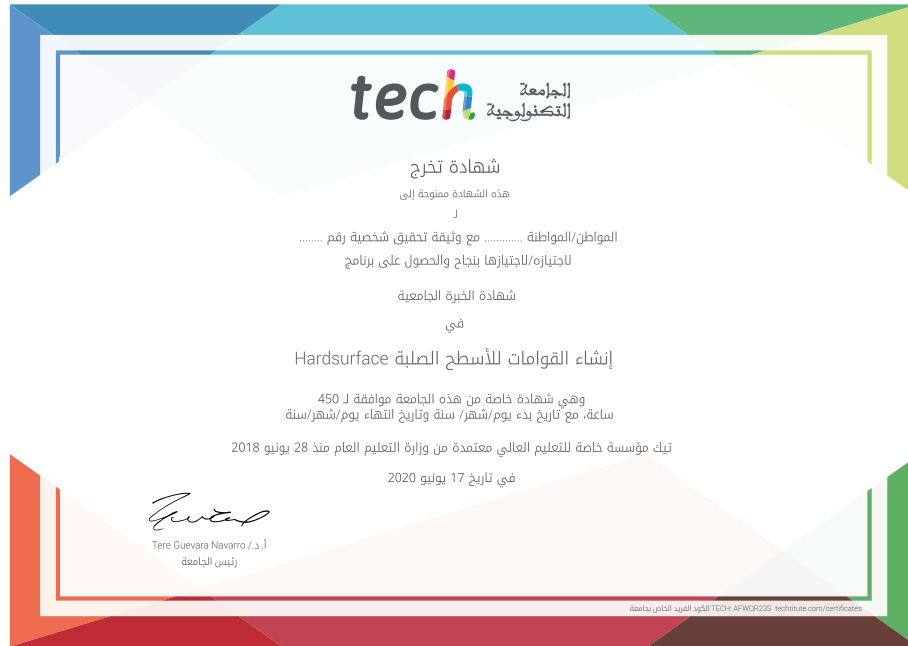 tech الجامعة
التكنولوجية
شهادة تخرج
هذه الشهادة ممنوحة إلى
لـ
المواطن/المواطنة ............ مع وثيقة تحقيق شخصية رقم ........
لاجتيازه/لاجتيازها بنجاح والحصول على برنامج
شهادة الخبرة الجامعية
في
إنشاء القوامات للأسطح الصلبة Hardsurface
وهي شهادة خاصة من هذه الجامعة موافقة لـ 450
ساعة، مع تاريخ بدء يوم/شهر/ سنة وتاريخ انتهاء يوم/شهر/سنة
تيك مؤسسة خاصة للتعليم العالي معتمدة من وزارة التعليم العام منذ 28 يونيو 2018
في تاريخ 17 يونيو 2020
أ. د./ Tere Guevara Navarro
رئيس الجامعة
الكود الفريد الخاص بجامعة TECH: AFWOR23S techtitute.com/certificates